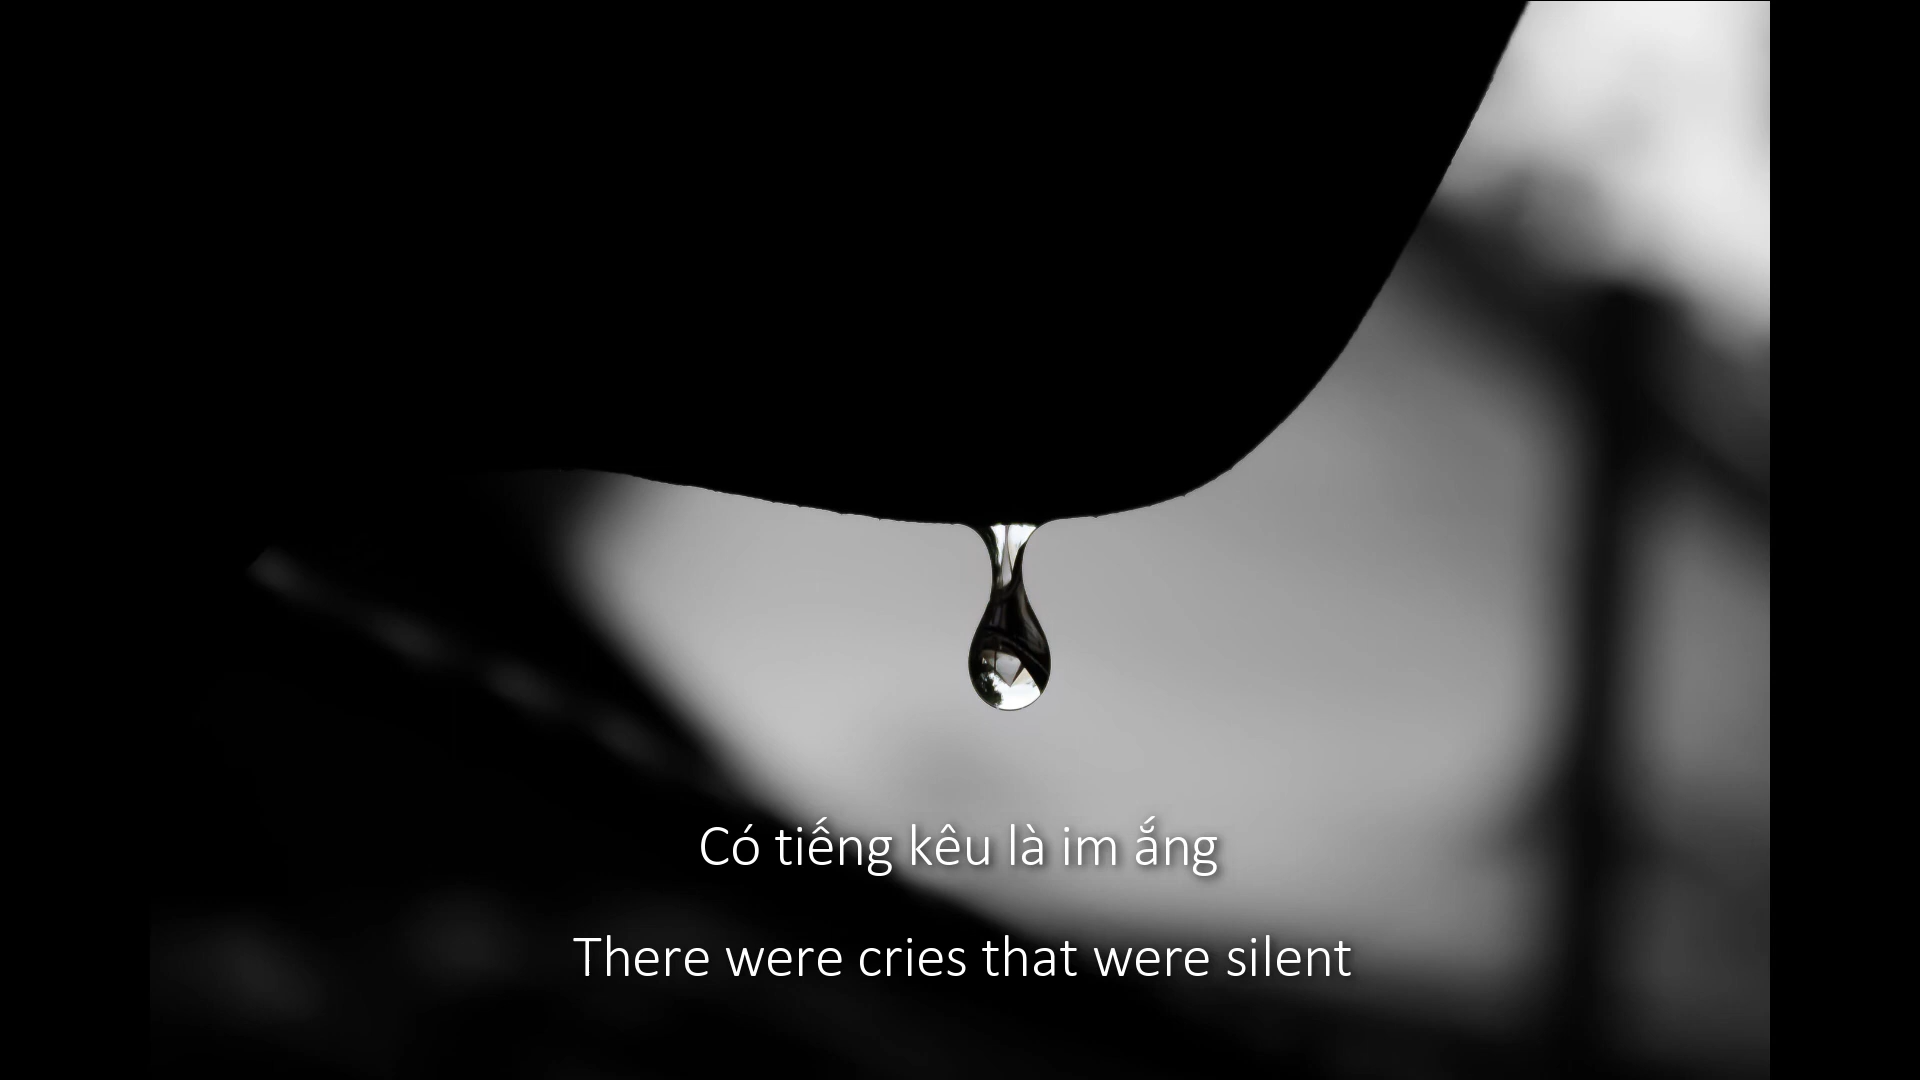 Có tiếng kêu là im ắng
There were cries that were silent